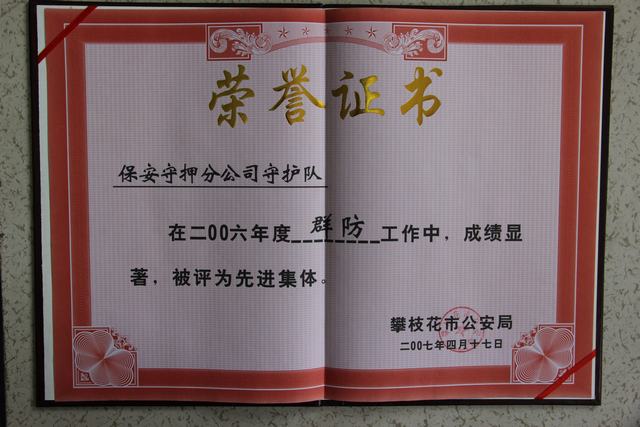 荣誉证书
保安守押分公司守护队
在二00六年度群防工作中，成绩显
著，被评为先进集体。
攀枝花市公安局
二00七年四月十七日